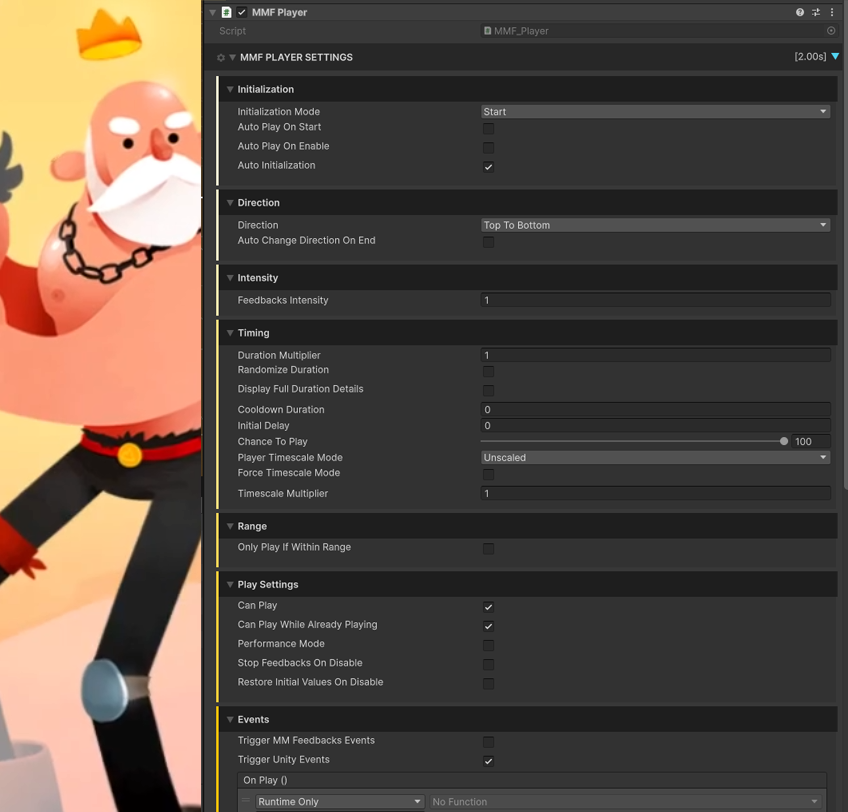 MMF Player
Script MMF_Player
MMF PLAYER SETTINGS [2.00s]
Initialization
Initialization Mode Start
Auto Play On Start
Auto Play On Enable
Auto Initialization
Direction
Direction Top To Bottom
Auto Change Direction On End
Intensity
Feedbacks Intensity 1
Timing
Duration Multiplier 1
Randomize Duration
Display Full Duration Details
Cooldown Duration 0
Initial Delay 0
Chance To Play 100
Player Timescale Mode Unscaled
Force Timescale Mode
Timescale Multiplier 1
Range
Only Play If Within Range
Play Settings
Can Play
Can Play While Already Playing
Performance Mode
Stop Feedbacks On Disable
Restore Initial Values On Disable
Events
Trigger MM Feedbacks Events
Trigger Unity Events
On Play ()
Runtime Only No Function